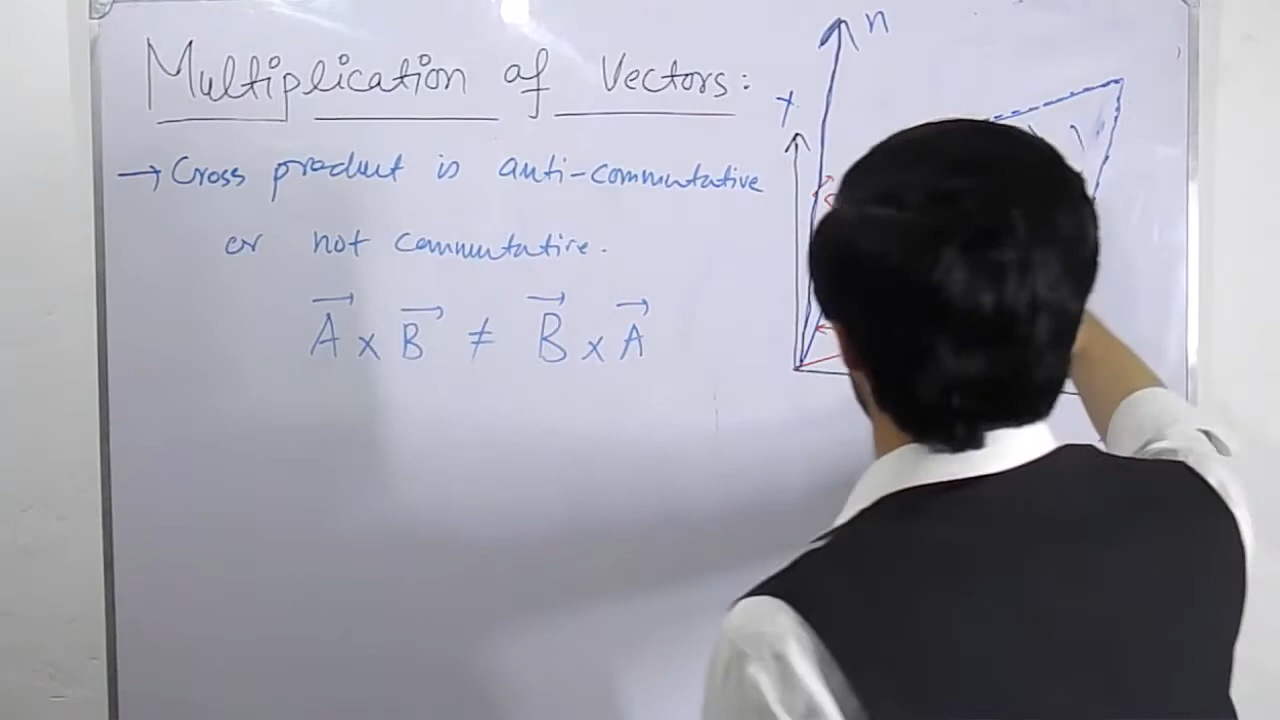 Multiplication of Vectors:
→ Cross product is anti-commutative
or not commutative.
A⃗ x B⃗ ≠ B⃗ x A⃗
n